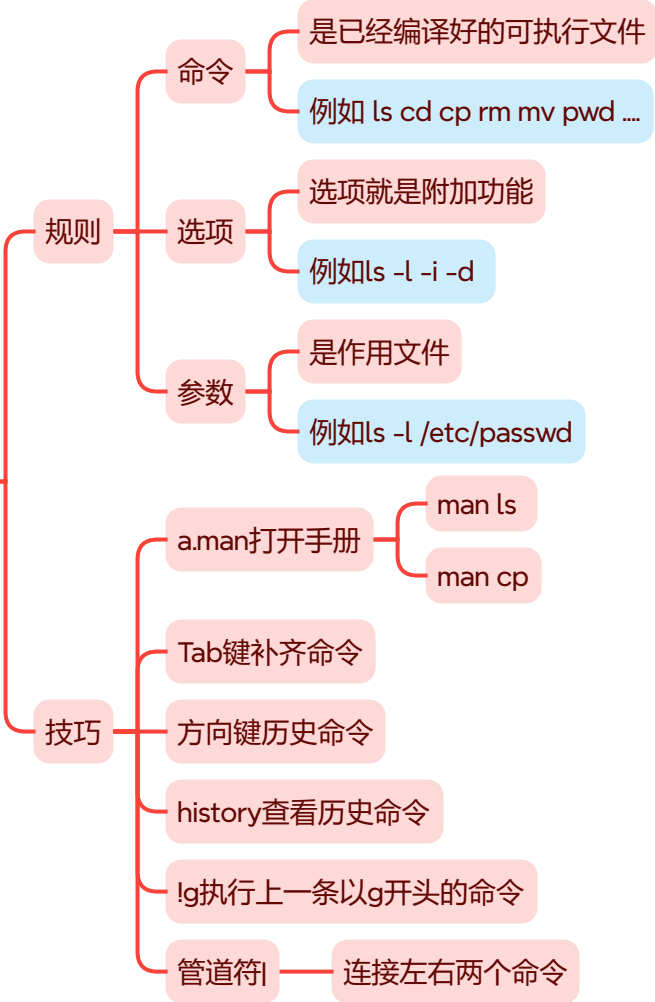 规则
命令
是已经编译好的可执行文件
例如 ls cd cp rm mv pwd ....
选项
选项就是附加功能
例如ls -l -i -d
参数
是作用文件
例如ls -l /etc/passwd
技巧
a.man打开手册
man ls
man cp
Tab键补齐命令
方向键历史命令
history查看历史命令
!g执行上一条以g开头的命令
管道符|
连接左右两个命令